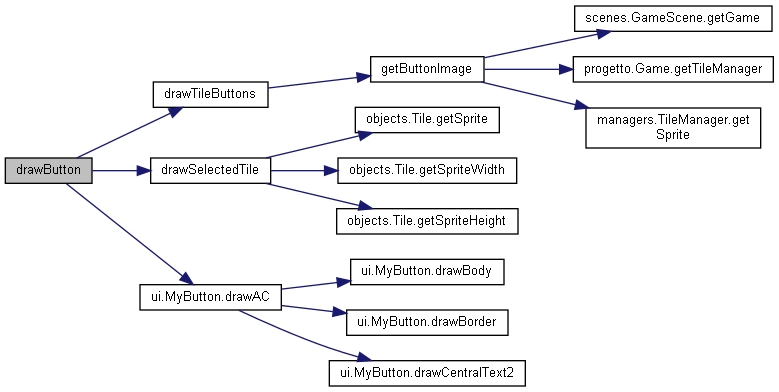 scenes.GameScene.getGame
getButtonImage
progetto.Game.getTileManager
drawTileButtons
managers.TileManager.get
Sprite
objects.Tile.getSprite
drawButton
drawSelectedTile
objects.Tile.getSpriteWidth
objects.Tile.getSpriteHeight
ui.MyButton.drawBody
ui.MyButton.drawAC
ui.MyButton.drawBorder
ui.MyButton.drawCentralText2